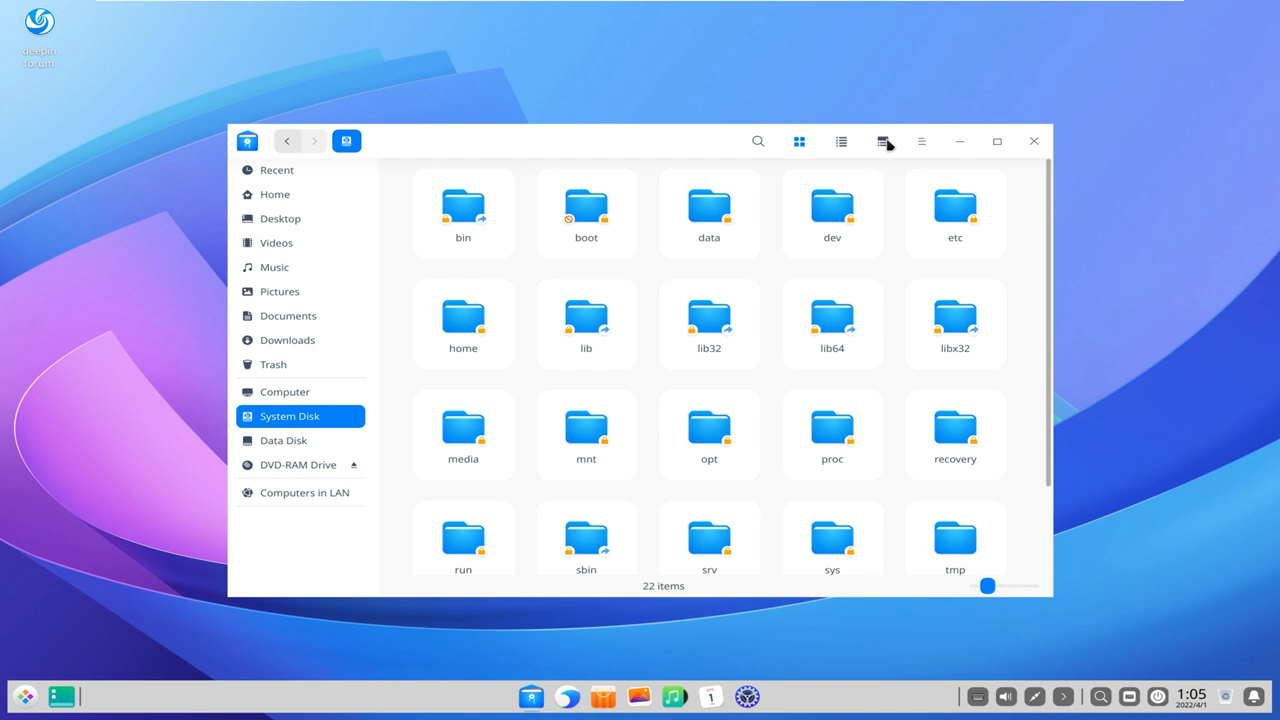 deepin
forum
Recent
Home
Desktop
Videos
Music
Pictures
Documents
Downloads
Trash
Computer
System Disk
Data Disk
DVD-RAM Drive
Computers in LAN
bin boot data dev etc
home lib lib32 lib64 libx32
media mnt opt proc recovery
run sbin srv sys tmp
22 items
1
1:05
2022/4/1